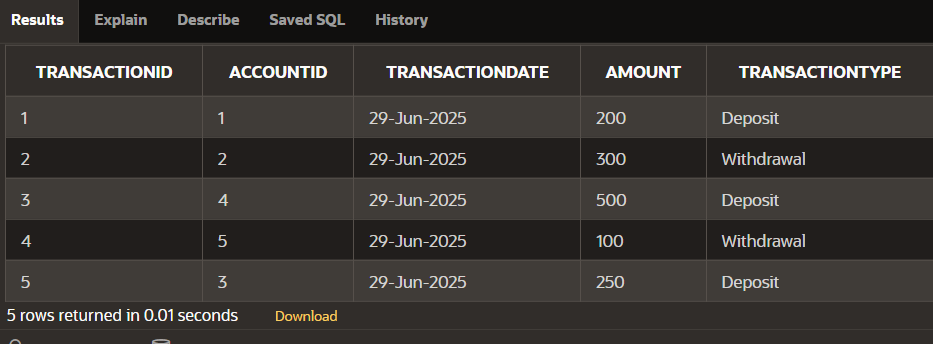 Results Explain Describe Saved SQL History
TRANSACTIONID ACCOUNTID TRANSACTIONDATE AMOUNT TRANSACTIONTYPE
1 1 29-Jun-2025 200 Deposit
2 2 29-Jun-2025 300 Withdrawal
3 4 29-Jun-2025 500 Deposit
4 5 29-Jun-2025 100 Withdrawal
5 3 29-Jun-2025 250 Deposit
5 rows returned in 0.01 seconds Download